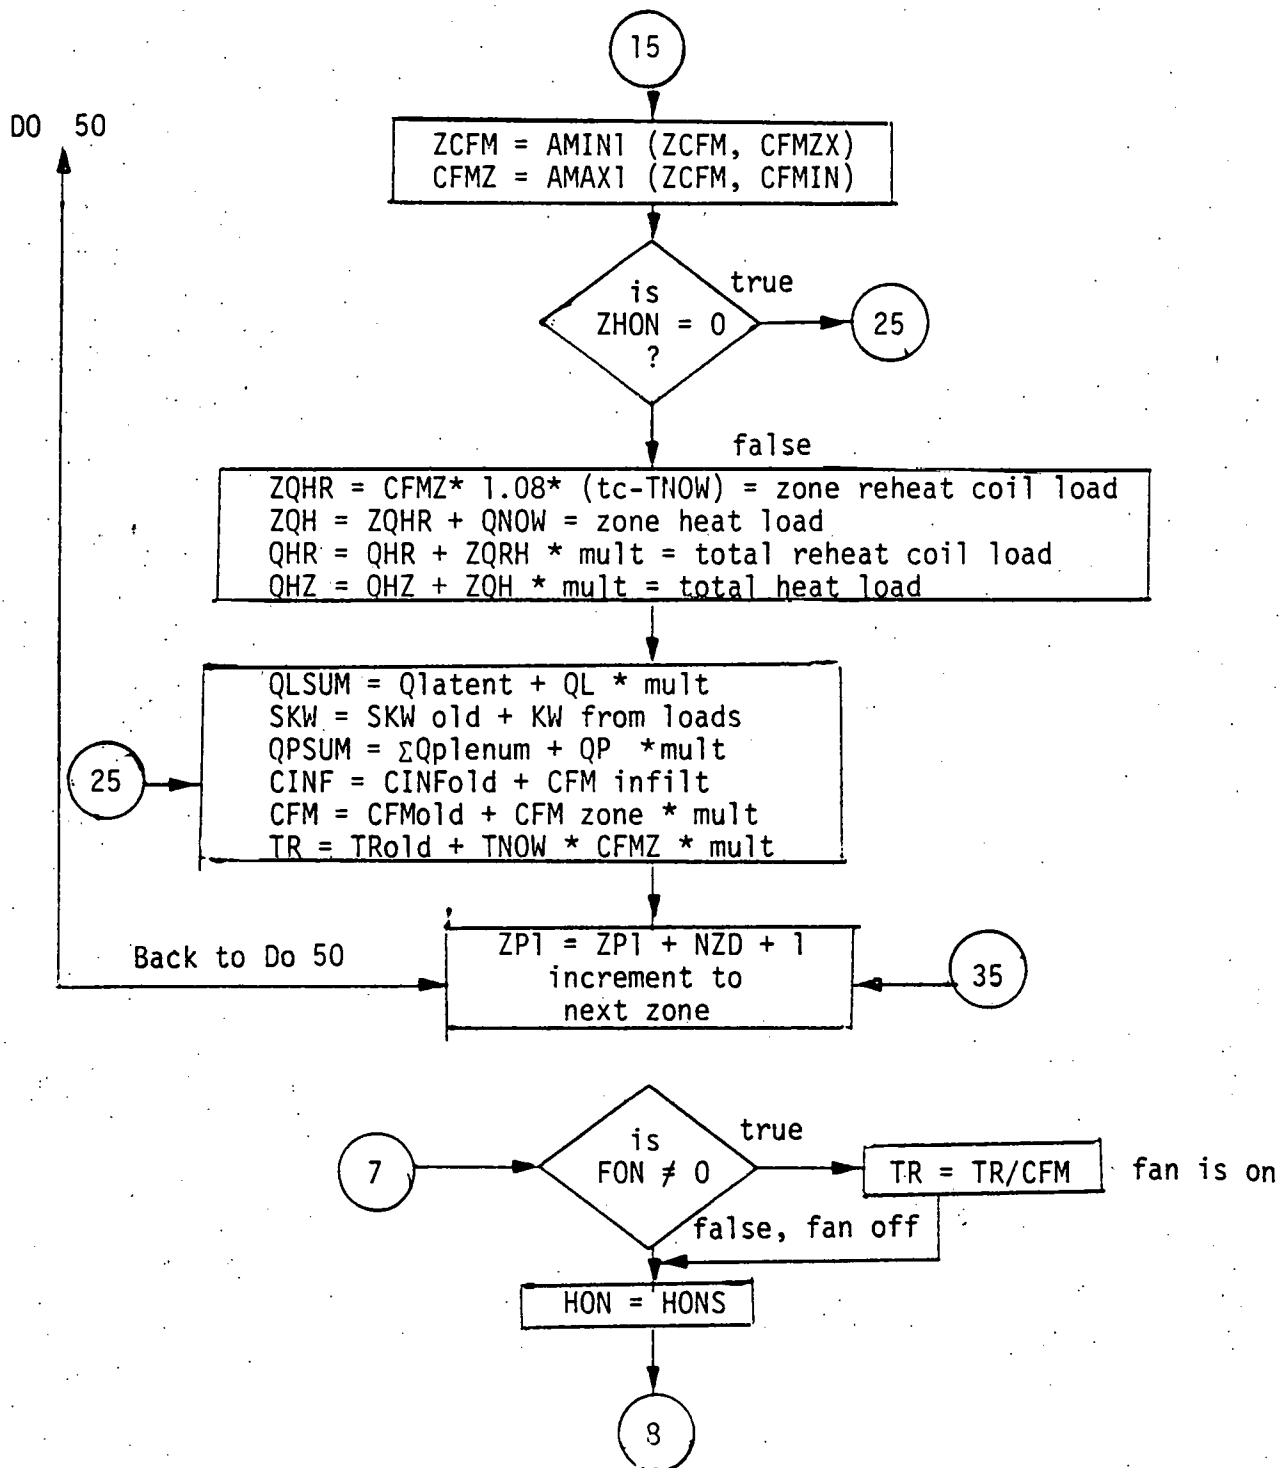 15
DO 50
ZCFM = AMIN1 (ZCFM, CFMZX)
CFMZ = AMAX1 (ZCFM, CFMIN)
is
ZHON = 0
?
true
25
false
ZQHR = CFMZ* 1.08* (tc-TNOW) = zone reheat coil load
ZQH = ZQHR + QNOW = zone heat load
QHR = QHR + ZQRH * mult = total reheat coil load
QHZ = QHZ + ZQH * mult = total heat load
25
QLSUM = Qlatent + QL * mult
SKW = SKW old + KW from loads
QPSUM = ΣQplenum + QP *mult
CINF = CINFold + CFM infilt
CFM = CFMold + CFM zone * mult
TR = TRold + TNOW * CFMZ * mult
Back to Do 50
ZP1 = ZP1 + NZD + 1
increment to
next zone
35
7
is
FON ≠ 0
true
TR = TR/CFM
fan is on
false, fan off
HON = HONS
8